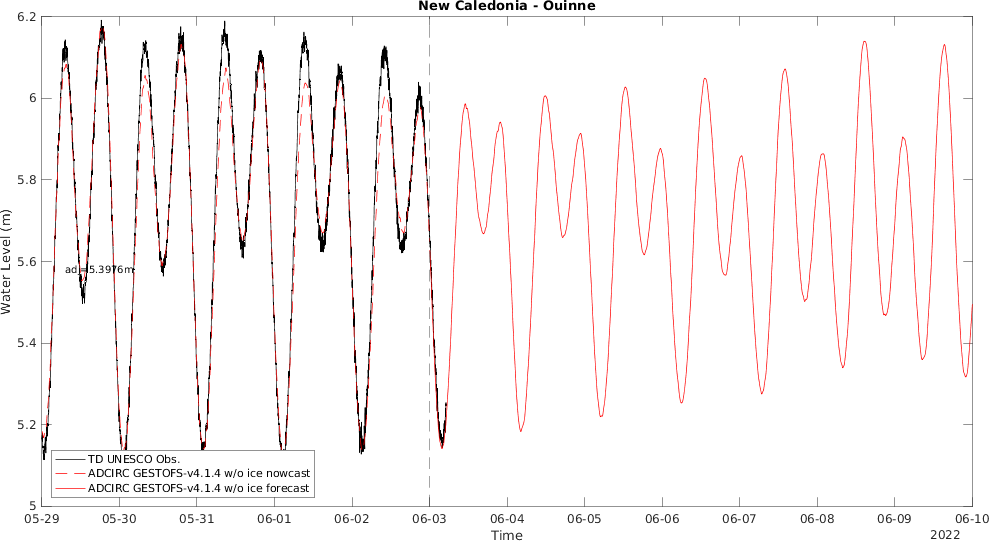 New Caledonia - Ouinne
Water Level (m)
6.2
6
5.8
5.6
5.4
5.2
5
ad = 5.3976m
TD UNESCO Obs.
ADCIRC GESTOFS-v4.1.4 w/o ice nowcast
ADCIRC GESTOFS-v4.1.4 w/o ice forecast
05-29 05-30 05-31 06-01 06-02 06-03 06-04 06-05 06-06 06-07 06-08 06-09 06-10
Time
2022